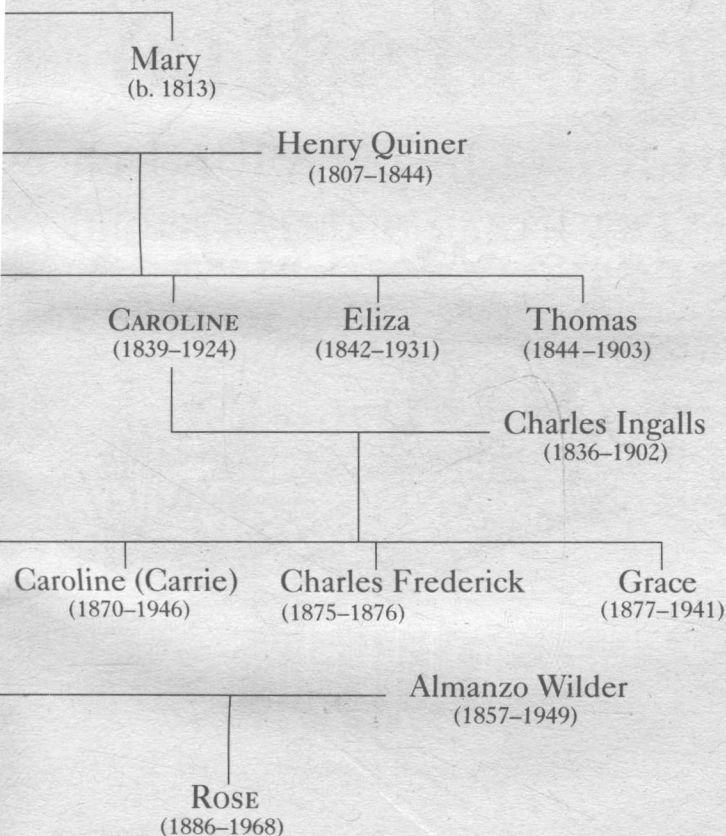 Mary
(b. 1813)
Henry Quiner
(1807–1844)
CAROLINE Eliza Thomas
(1839–1924) (1842–1931) (1844–1903)
Charles Ingalls
(1836–1902)
Caroline (Carrie) Charles Frederick Grace
(1870–1946) (1875–1876) (1877–1941)
Almanzo Wilder
(1857–1949)
ROSE
(1886–1968)